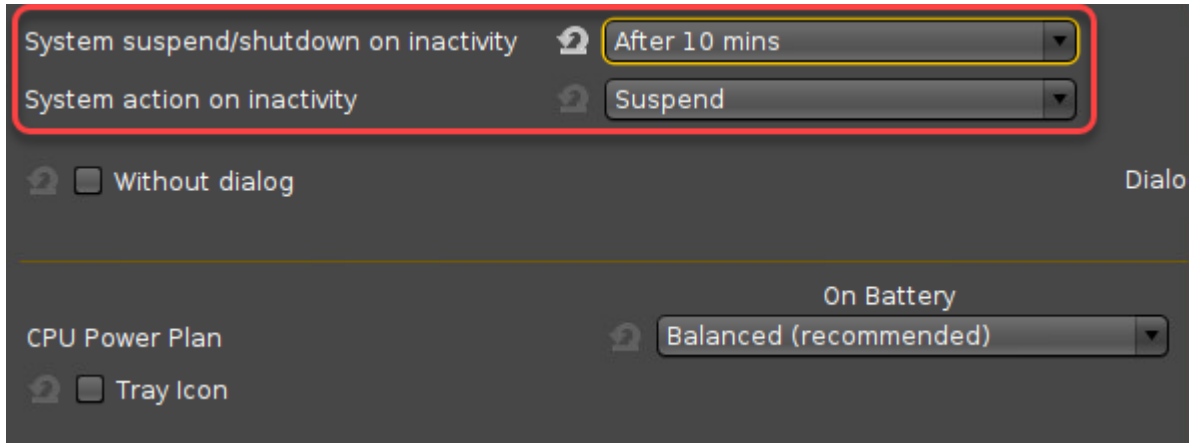 System suspend/shutdown on inactivity After 10 mins
System action on inactivity Suspend
Without dialog Dialo
On Battery
CPU Power Plan Balanced (recommended)
Tray Icon